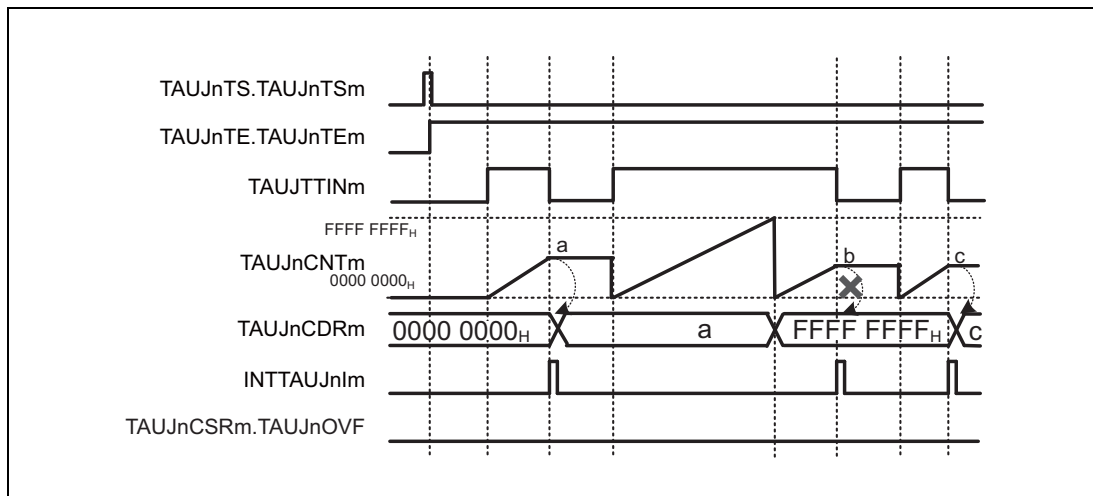 TAUJnTS.TAUJnTSm
TAUJnTE.TAUJnTEm
TAUJTTINm
FFFF FFFFH
TAUJnCNTm
0000 0000H
a
b
c
TAUJnCDRm
0000 0000H
a
FFFF FFFFH
c
INTTAUJnIm
TAUJnCSRm.TAUJnOVF